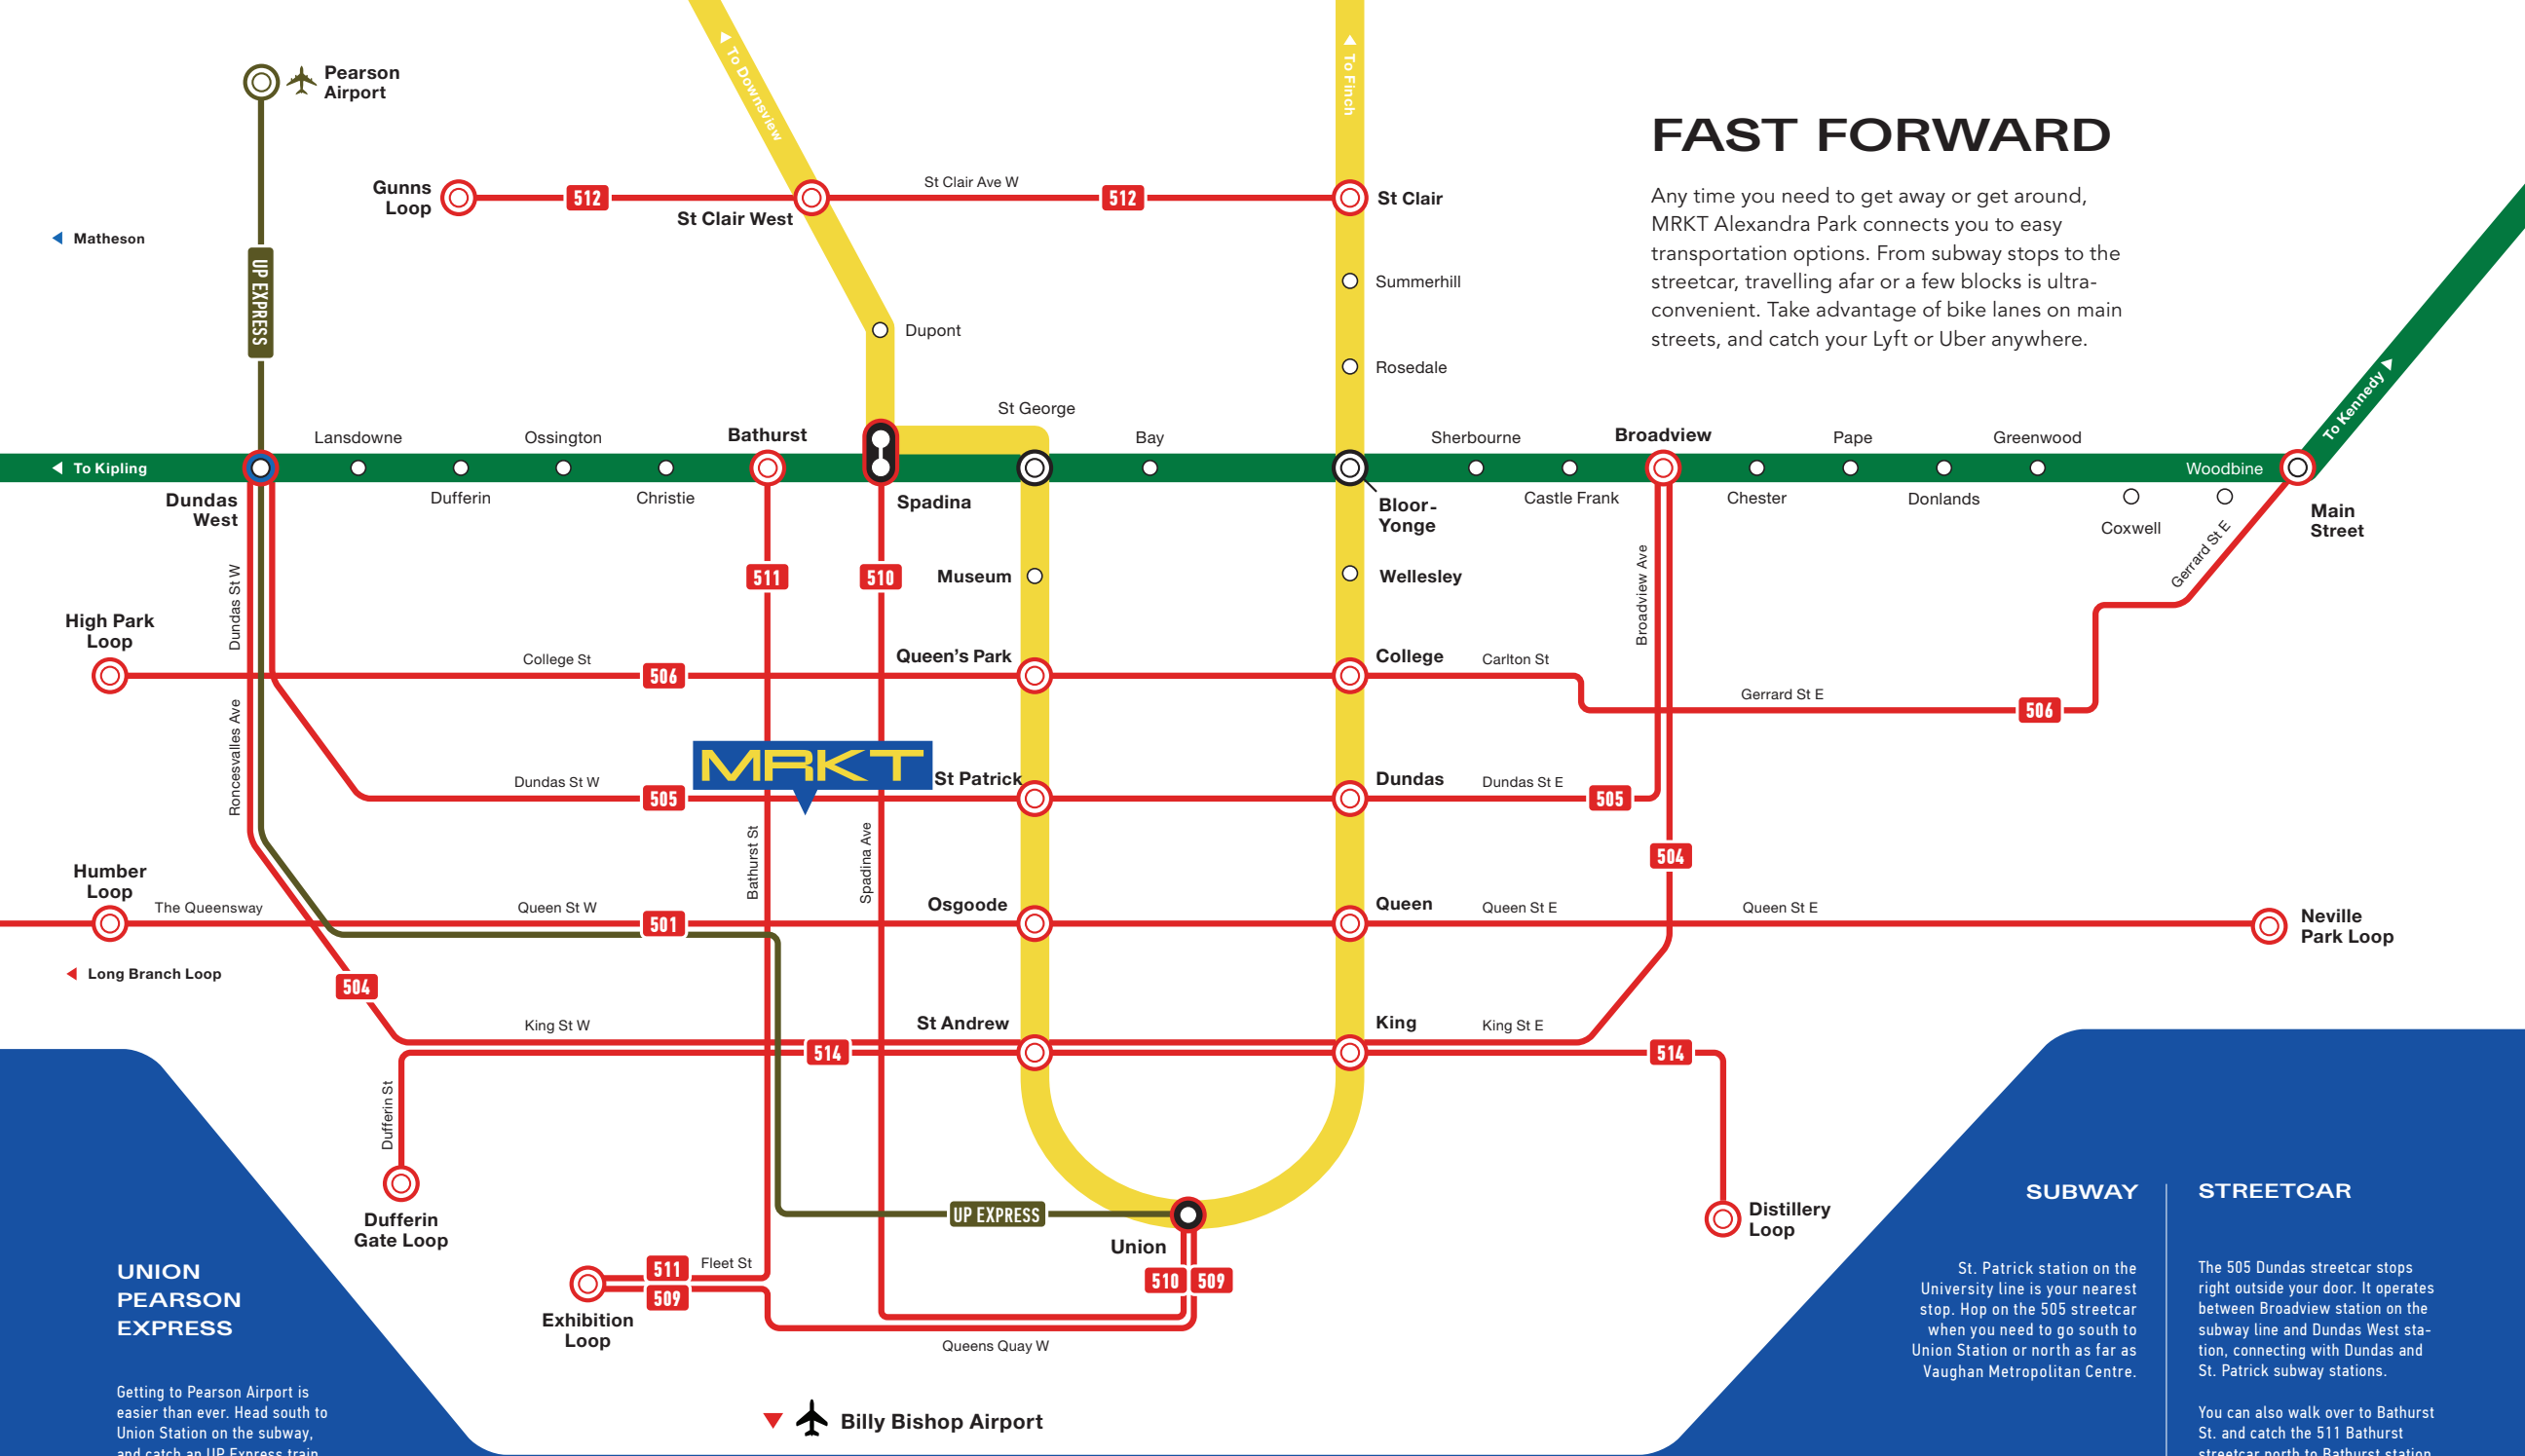 To Downsview
To Finch
Pearson
Airport
FAST FORWARD
Any time you need to get away or get around,
MRKT Alexandra Park connects you to easy
transportation options. From subway stops to the
streetcar, travelling afar or a few blocks is ultra-
convenient. Take advantage of bike lanes on main
streets, and catch your Lyft or Uber anywhere.
Gunns
Loop
512
St Clair West
St Clair Ave W
512
St Clair
Matheson
UP EXPRESS
Summerhill
Dupont
Rosedale
To Kennedy
St George
Lansdowne
Ossington
Bathurst
Bay
Sherbourne
Broadview
Pape
Greenwood
To Kipling
Woodbine
Dundas
West
Dufferin
Christie
Spadina
Bloor-
Yonge
Castle Frank
Chester
Donlands
Coxwell
Main
Street
Gerrard St E
511
510
Museum
Wellesley
Broadview Ave
Dundas St W
High Park
Loop
College St
506
Queen's Park
College
Carlton St
Gerrard St E
506
Roncesvalles Ave
MRKT
Dundas St W
505
St Patrick
Dundas
Dundas St E
505
Bathurst St
Spadina Ave
504
Humber
Loop
The Queensway
Queen St W
501
Osgoode
Queen
Queen St E
Queen St E
Neville
Park Loop
Long Branch Loop
504
King St W
514
St Andrew
King
King St E
514
Dufferin St
Dufferin
Gate Loop
UP EXPRESS
Union
Distillery
Loop
511
Fleet St
509
510
509
Exhibition
Loop
Queens Quay W
Billy Bishop Airport
UNION
PEARSON
EXPRESS
Getting to Pearson Airport is
easier than ever. Head south to
Union Station on the subway,
and catch an UP Express train
SUBWAY
St. Patrick station on the
University line is your nearest
stop. Hop on the 505 streetcar
when you need to go south to
Union Station or north as far as
Vaughan Metropolitan Centre.
STREETCAR
The 505 Dundas streetcar stops
right outside your door. It operates
between Broadview station on the
subway line and Dundas West sta-
tion, connecting with Dundas and
St. Patrick subway stations.
You can also walk over to Bathurst
St. and catch the 511 Bathurst
streetcar north to Bathurst station